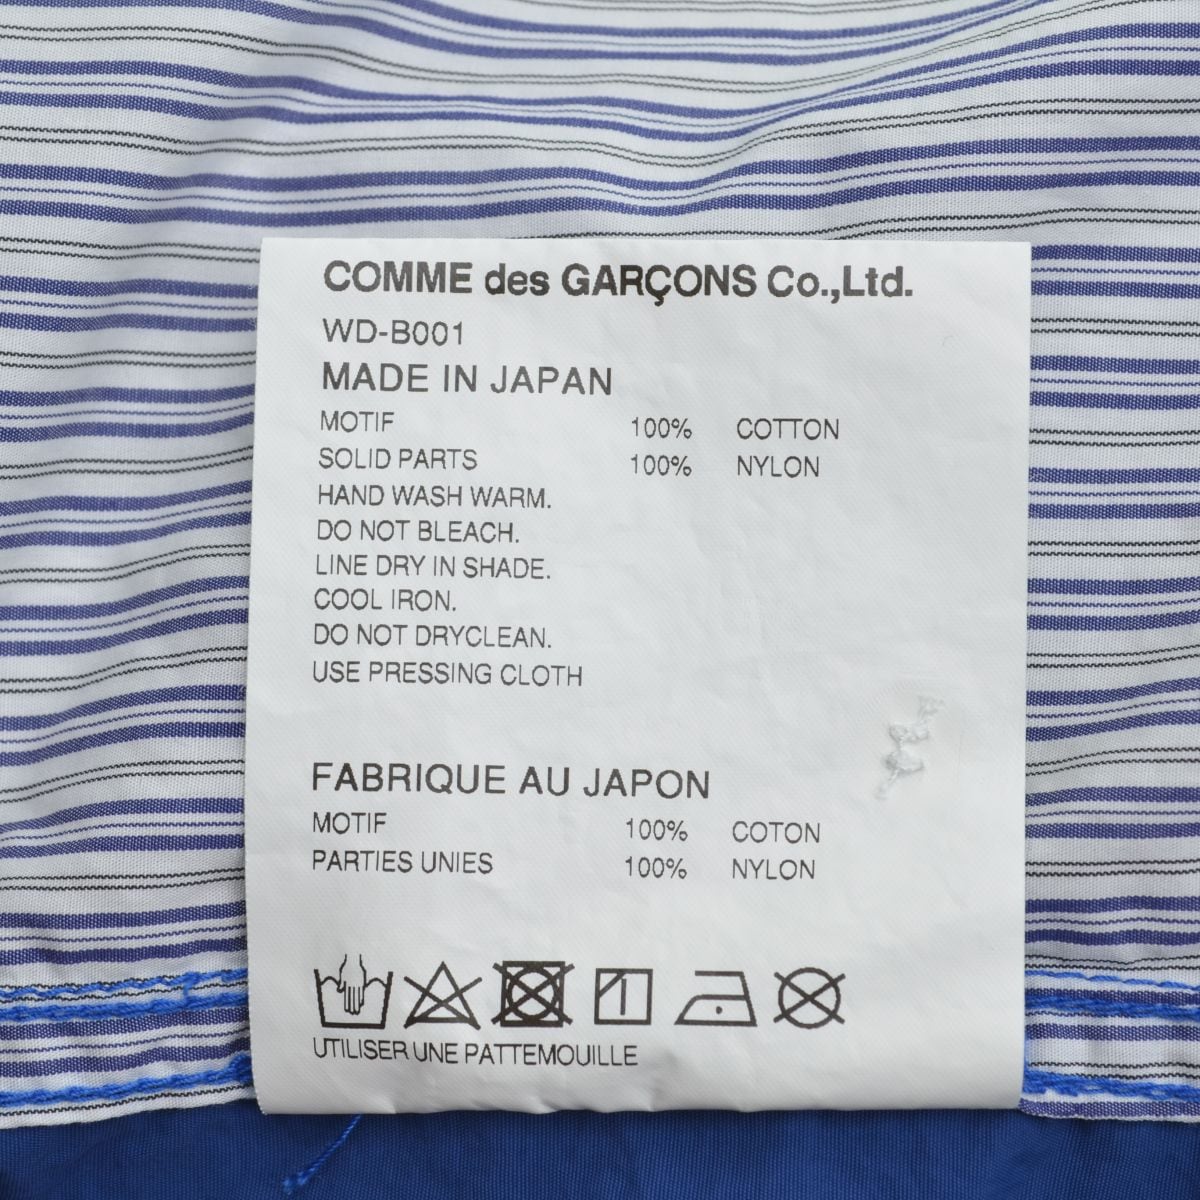 COMME des GARÇONS Co.,Ltd.
WD-B001
MADE IN JAPAN
MOTIF 100% COTTON
SOLID PARTS 100% NYLON
HAND WASH WARM.
DO NOT BLEACH.
LINE DRY IN SHADE.
COOL IRON.
DO NOT DRYCLEAN.
USE PRESSING CLOTH
FABRIQUE AU JAPON
MOTIF 100% COTON
PARTIES UNIES 100% NYLON
UTILISER UNE PATTEMOUILLE